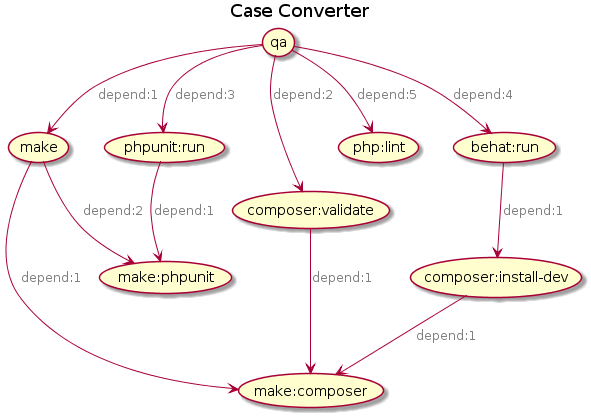 Case Converter
qa
depend:1
depend:3
depend:2
depend:5
depend:4
make
phpunit:run
php:lint
behat:run
depend:2
depend:1
composer:validate
depend:1
depend:1
make:phpunit
depend:1
composer:install-dev
depend:1
make:composer